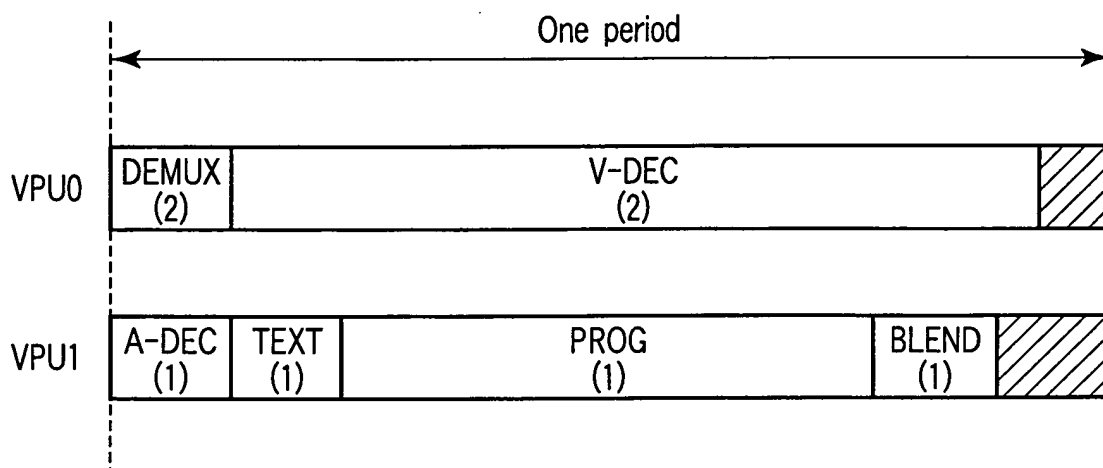 One period
VPU0
DEMUX
(2)
V-DEC
(2)
VPU1
A-DEC
(1)
TEXT
(1)
PROG
(1)
BLEND
(1)